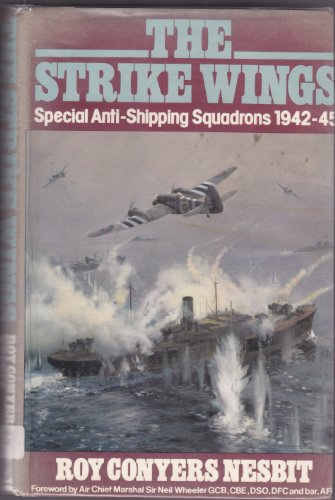 THE
STRIKE WINGS
Special Anti-Shipping Squadrons 1942-45
ROY CONYERS NESBIT
Foreword by Air Chief Marshal Sir Neil Wheeler GCB, CBE, DSO, DFC and bar, AF